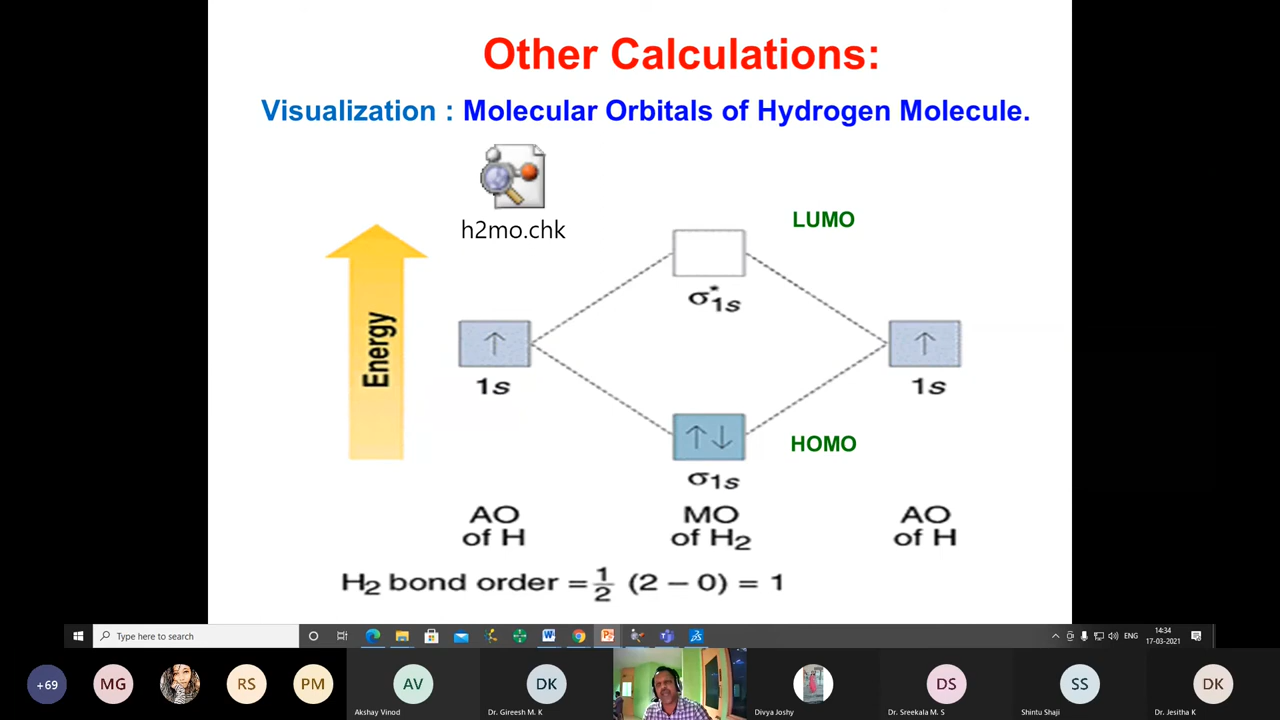 Other Calculations:
Visualization : Molecular Orbitals of Hydrogen Molecule.
h2mo.chk
LUMO
Energy
σ*1s
↑
1s
↑
1s
↑↓
HOMO
σ1s
AO
of H
MO
of H2
AO
of H
H2 bond order = 1/2 (2 − 0) = 1
Type here to search
ENG
14:34
17-03-2021
+69
MG
RS
PM
AV
Akshay Vinod
DK
Dr. Gireesh M. K
Divya Joshy
DS
Dr. Sreekala M. S
SS
Shintu Shaji
DK
Dr. Jesitha K